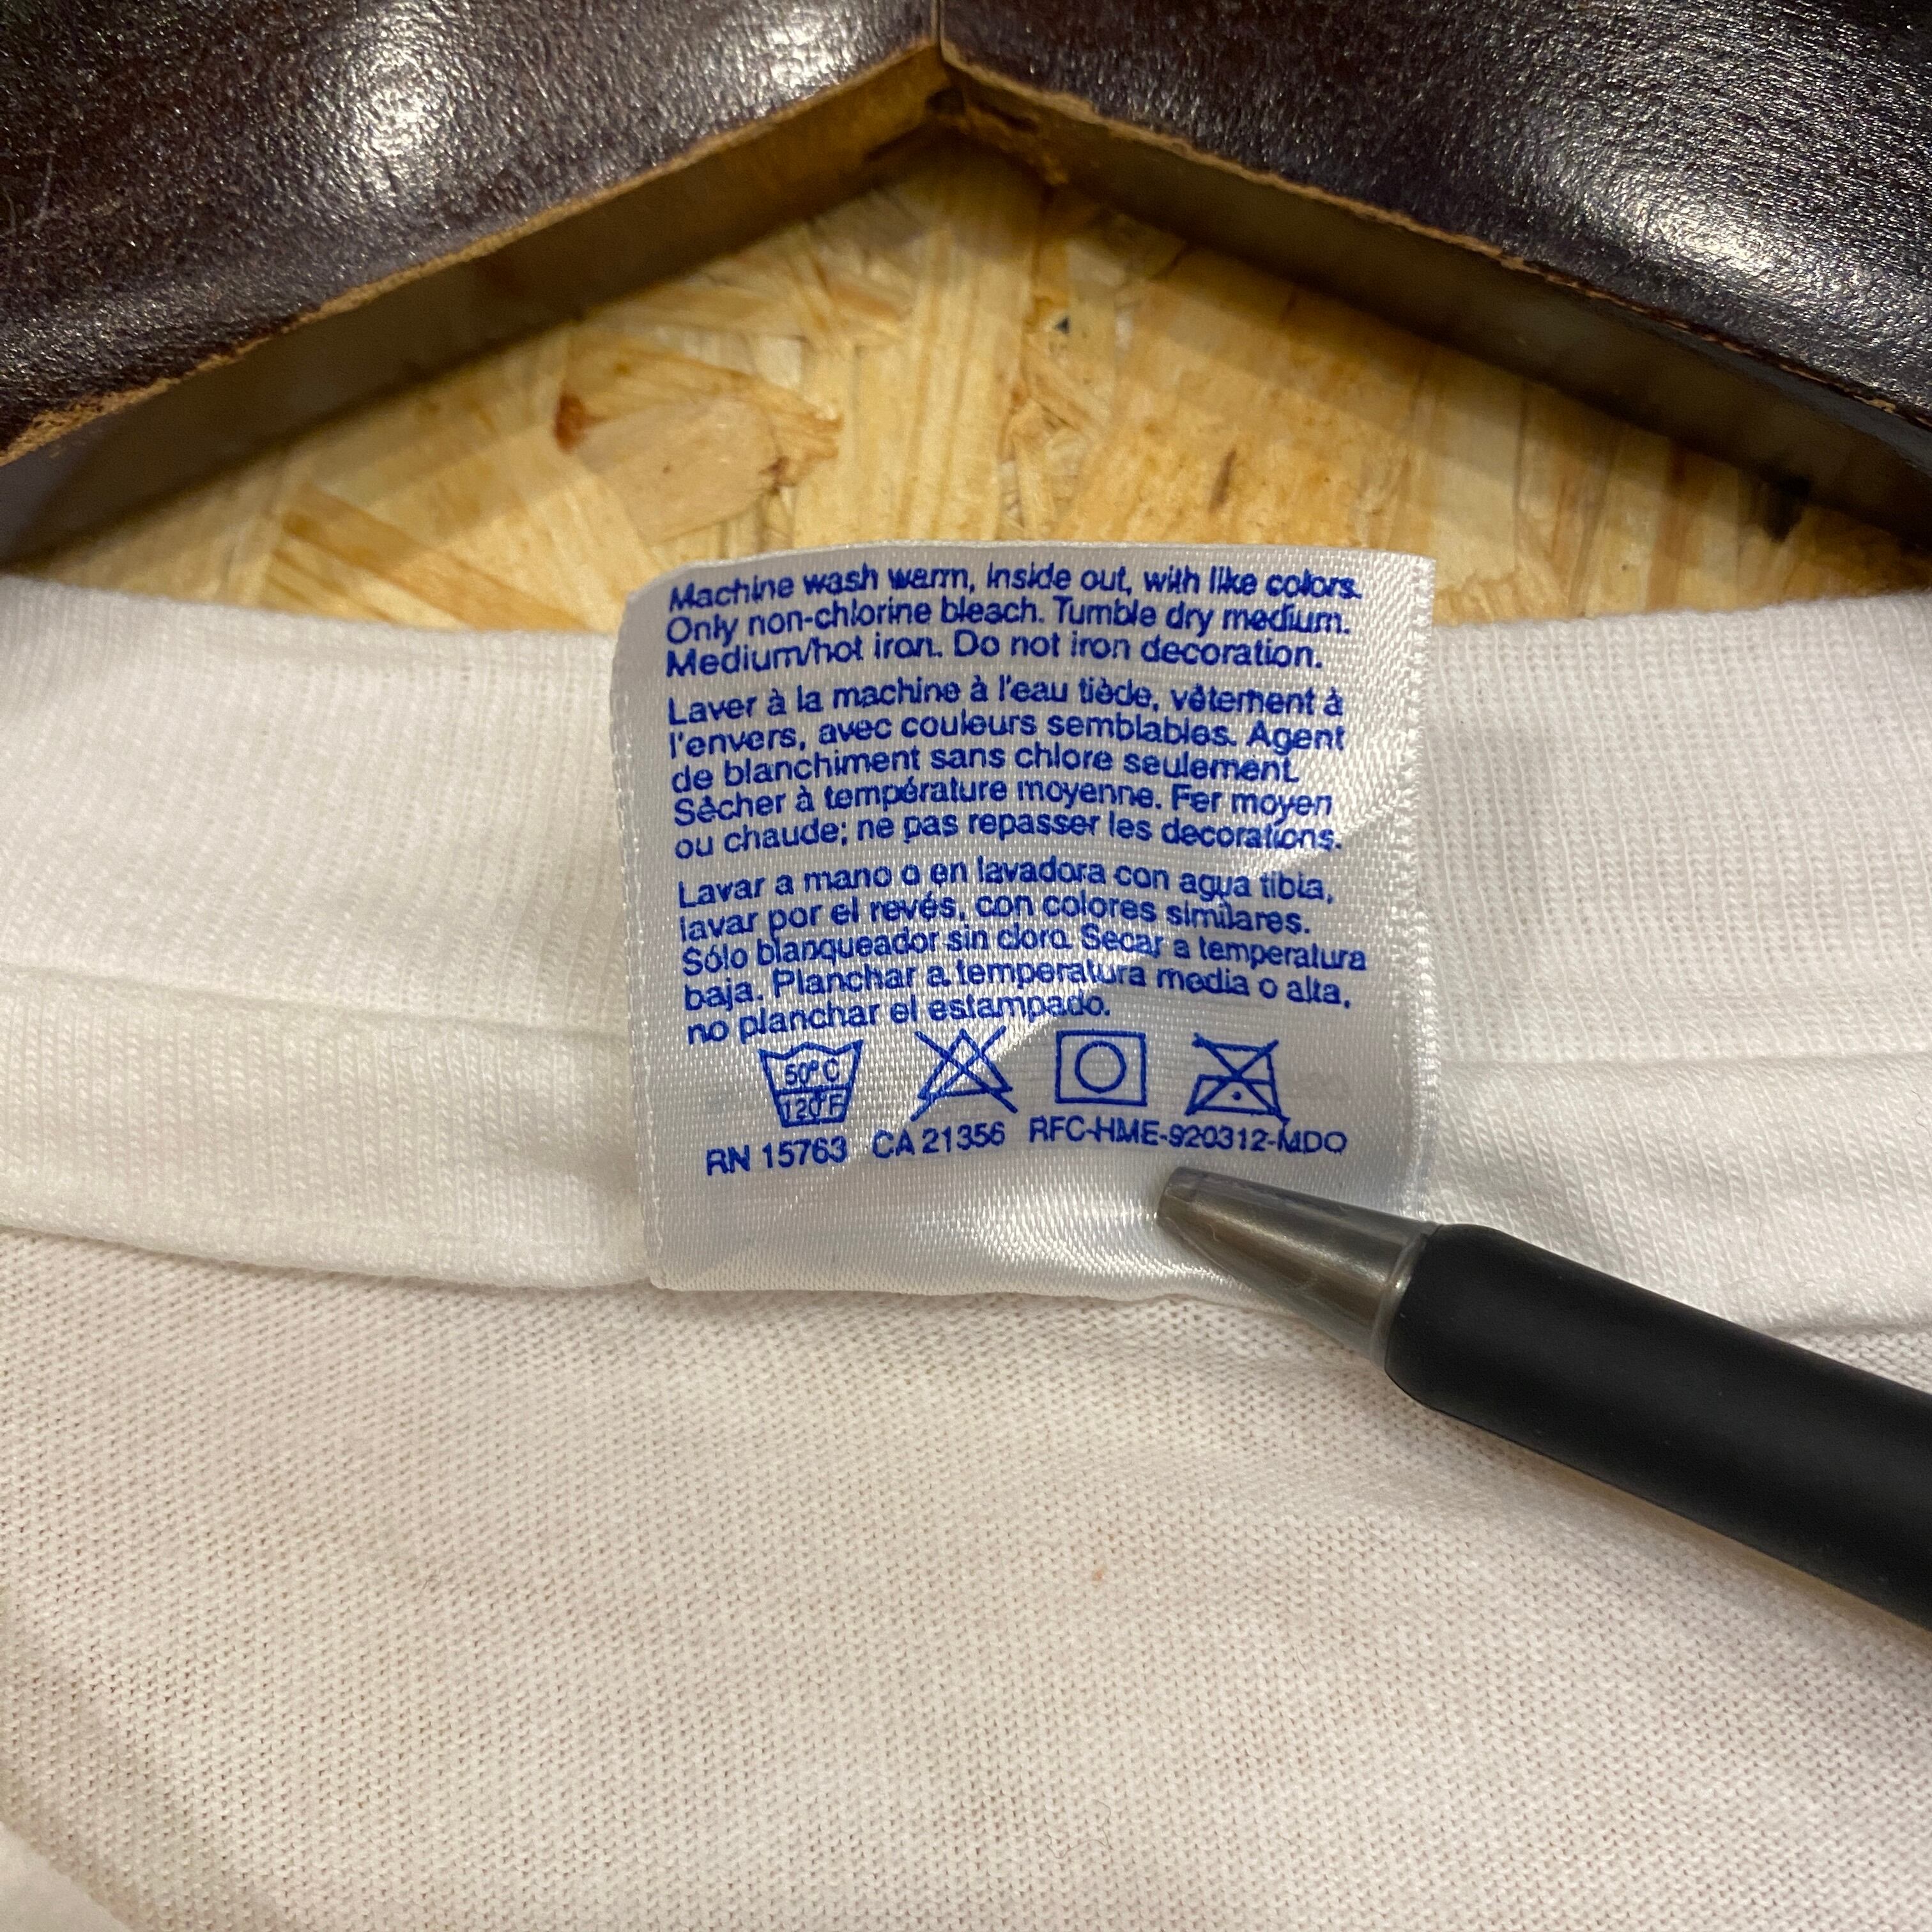 Machine wash warm, inside out, with like colors.
Only non-chlorine bleach. Tumble dry medium.
Medium/hot iron. Do not iron decoration.
Laver à la machine à l'eau tiède, vêtement à
l'envers, avec couleurs semblables. Agent
de blanchiment sans chlore seulement.
Sécher à température moyenne. Fer moyen
ou chaude; ne pas repasser les decorations.
Lavar a mano o en lavadora con agua tibia,
lavar por el revés, con colores similares.
Sólo blanqueador sin cloro. Secar a temperatura
baja. Planchar a temperatura media o alta,
no planchar el estampado.
50°C
120°F
RN 15763 CA 21356 RFC-HME-920312-MDO